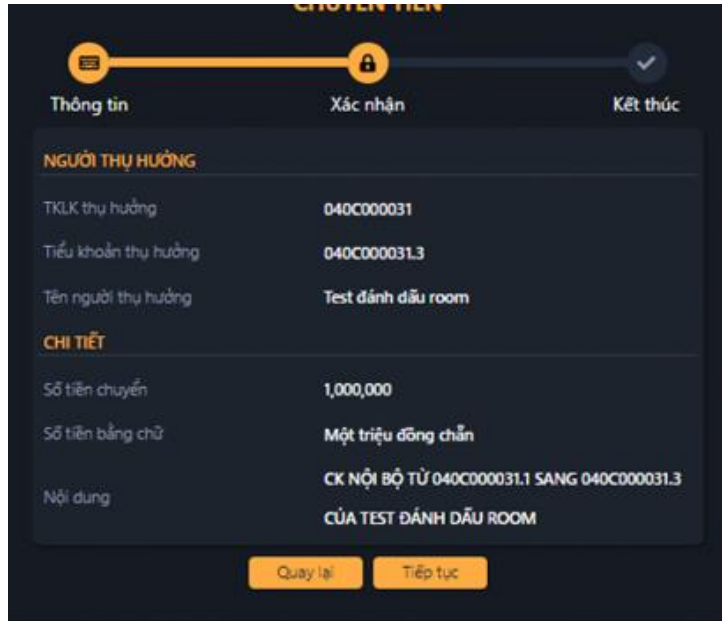 CHUYỂN TIỀN
Thông tin Xác nhận Kết thúc
NGƯỜI THỤ HƯỞNG
TKLK thụ hưởng 040C000031
Tiểu khoản thụ hưởng 040C000031.3
Tên người thụ hưởng Test đánh dấu room
CHI TIẾT
Số tiền chuyển 1,000,000
Số tiền bằng chữ Một triệu đồng chẵn
Nội dung CK NỘI BỘ TỪ 040C000031.1 SANG 040C000031.3
CỦA TEST ĐÁNH DẤU ROOM
Quay lại Tiếp tục